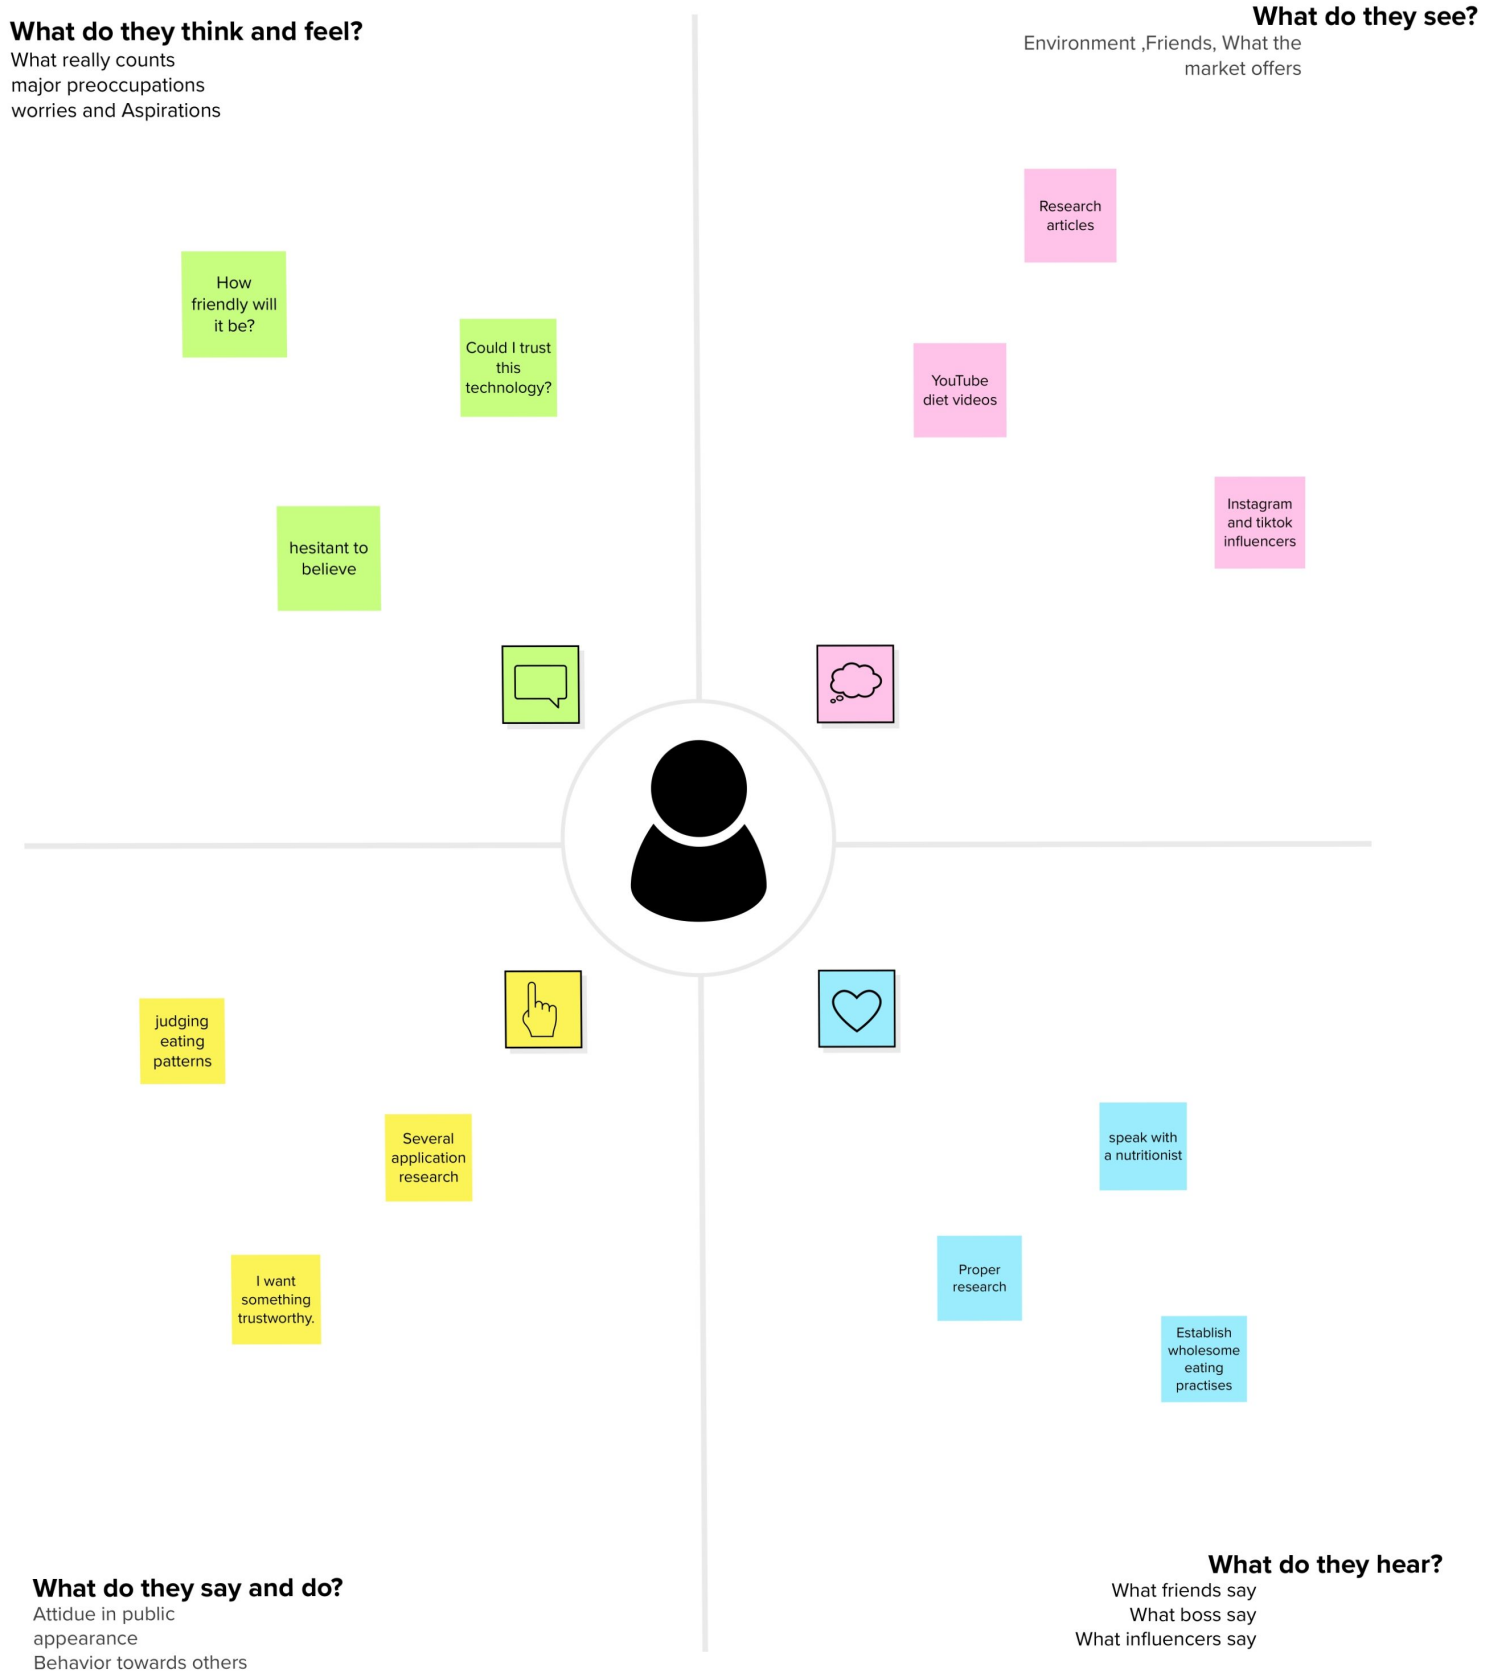 What do they think and feel?
What really counts
major preoccupations
worries and Aspirations
How
friendly will
it be?
Could I trust
this
technology?
hesitant to
believe
What do they see?
Environment ,Friends, What the
market offers
Research
articles
YouTube
diet videos
Instagram
and tiktok
influencers
judging
eating
patterns
Several
application
research
I want
something
trustworthy.
What do they say and do?
Attidue in public
appearance
Behavior towards others
speak with
a nutritionist
Proper
research
Establish
wholesome
eating
practises
What do they hear?
What friends say
What boss say
What influencers say